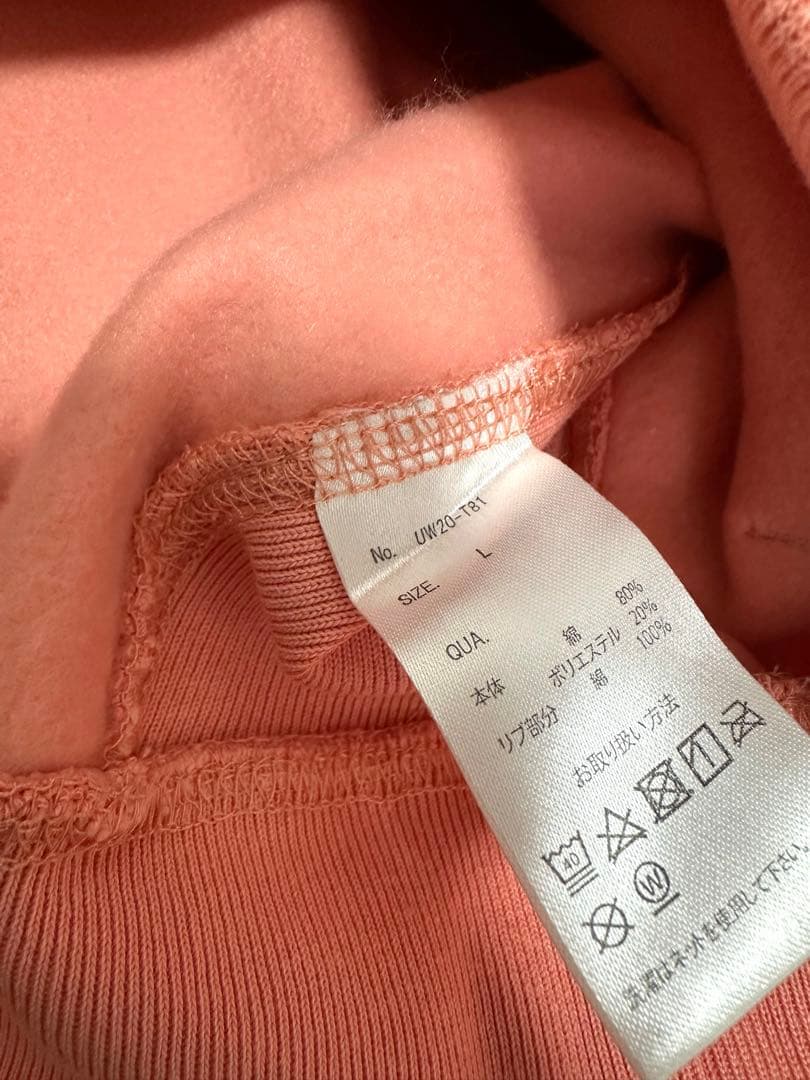 No. UW20-T81
SIZE. L
QUA.
本体 綿 80%
ポリエステル 20%
リブ部分 綿 100%
お取り扱い方法
40
W
洗濯はネットを使用して下さい。